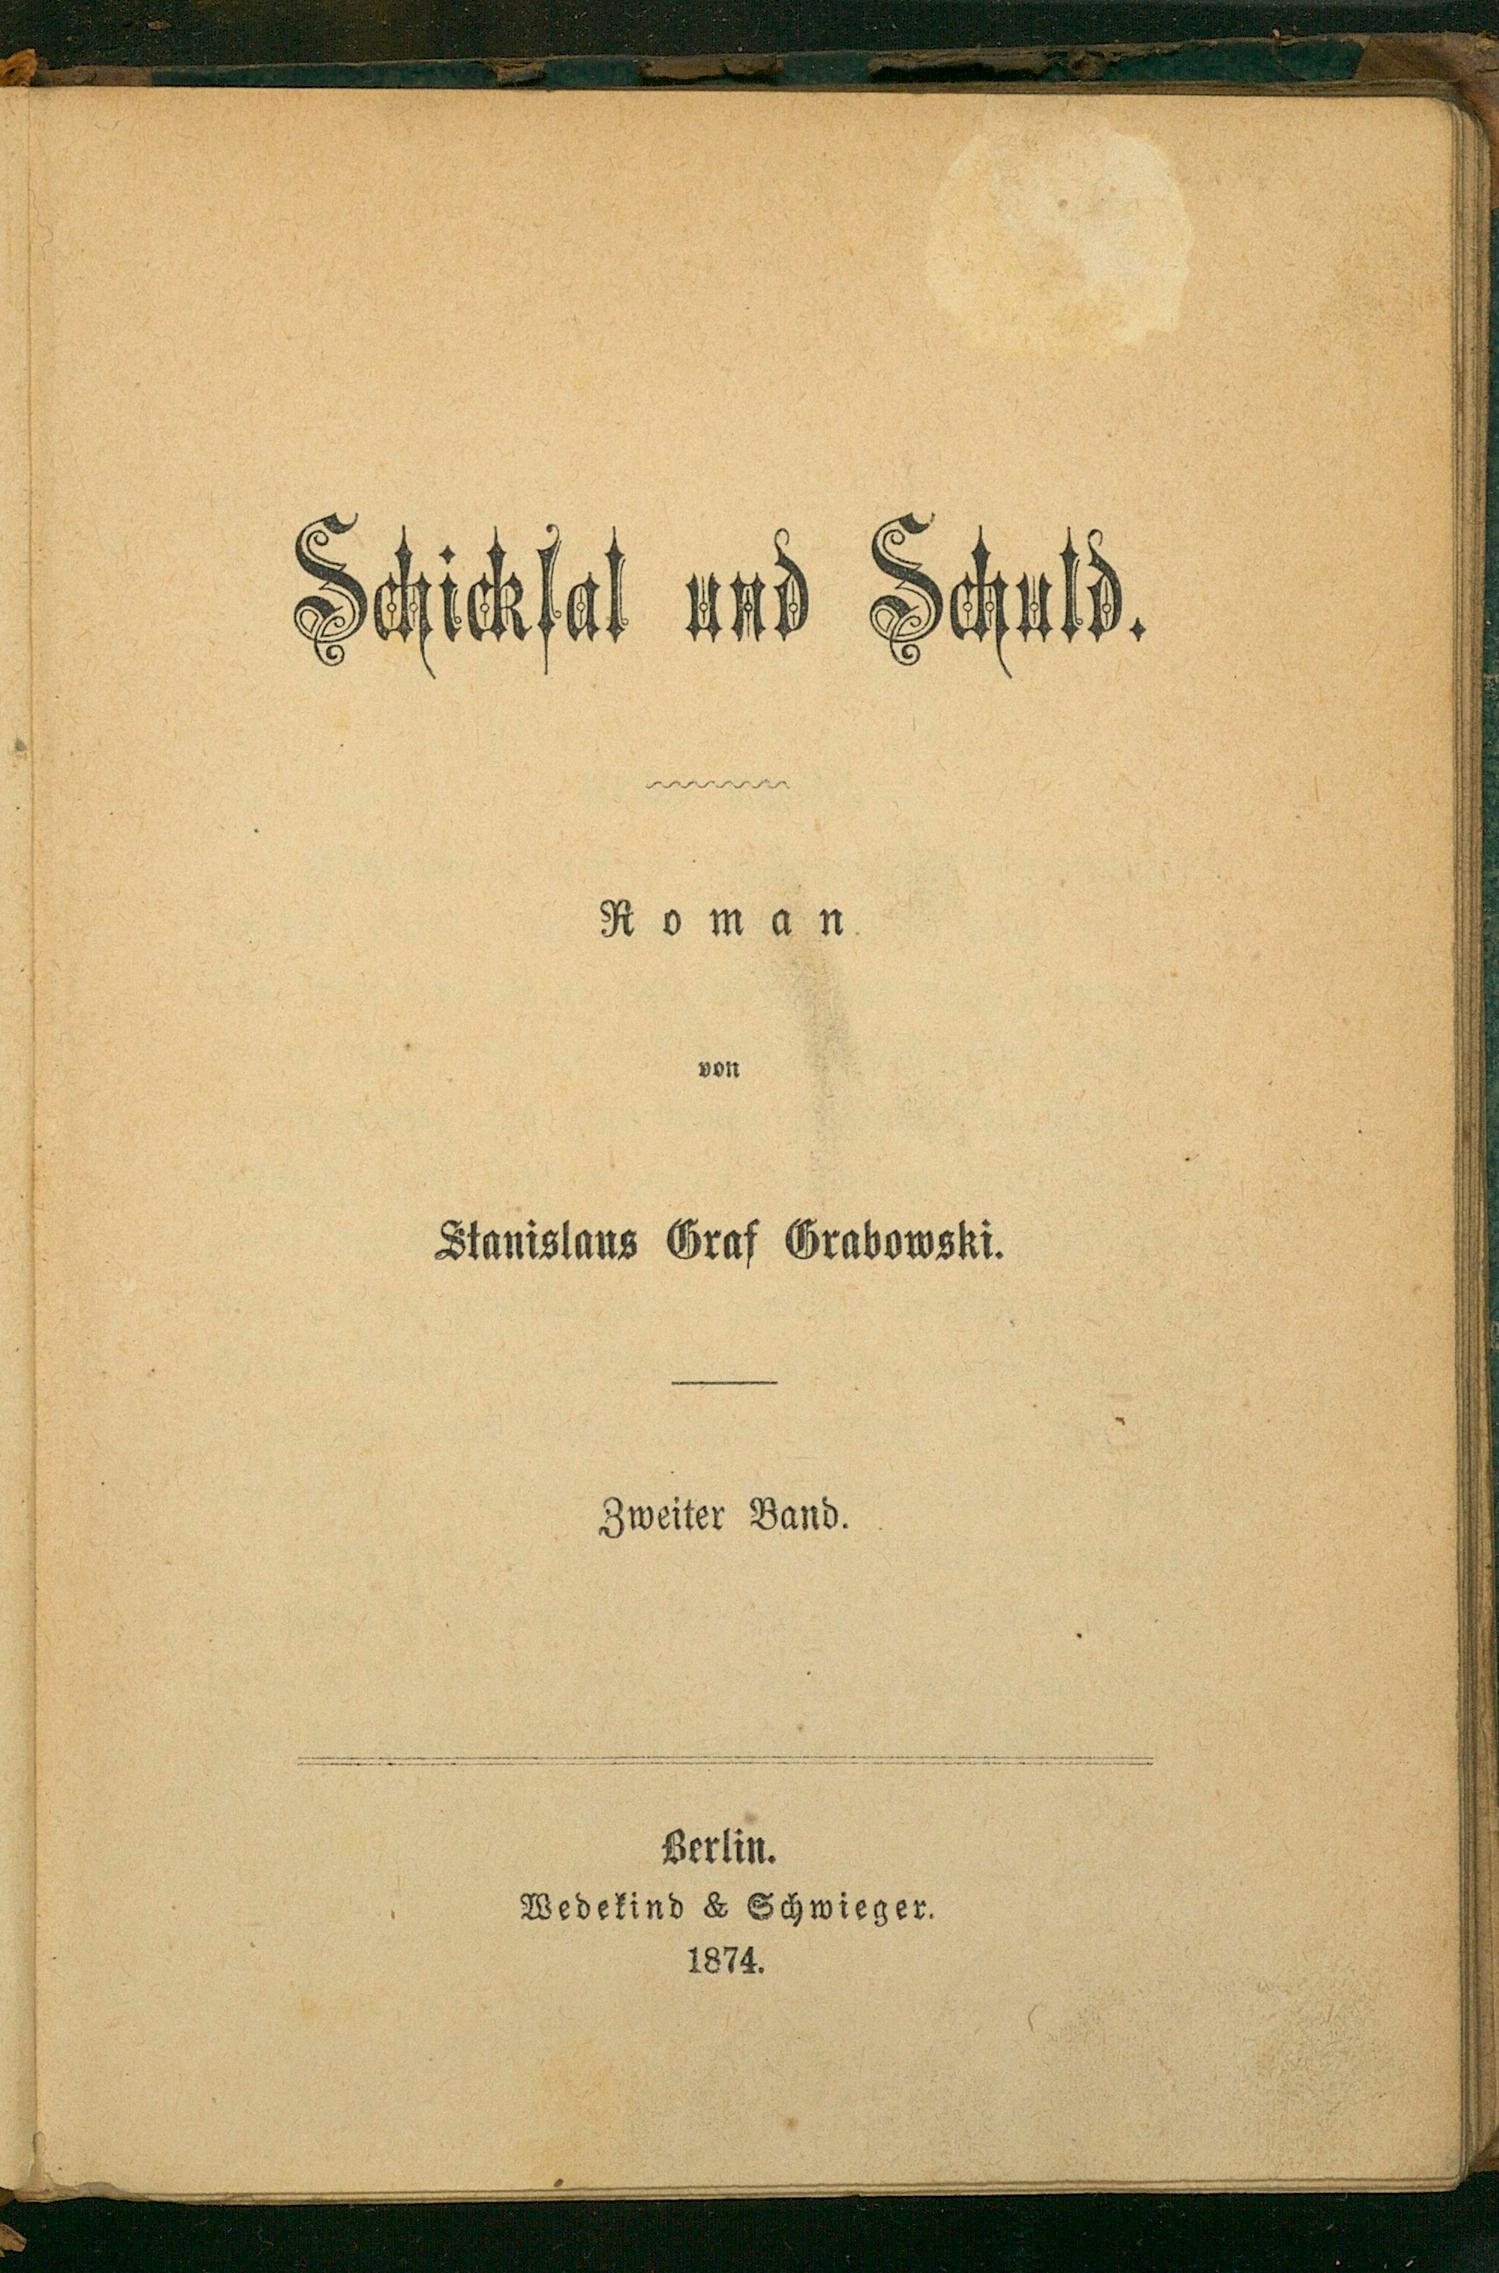 Schickſal und Schuld.
Roman
von
Stanislaus Graf Grabowski.
Zweiter Band.
Berlin.
Wedekind & Schwieger.
1874.